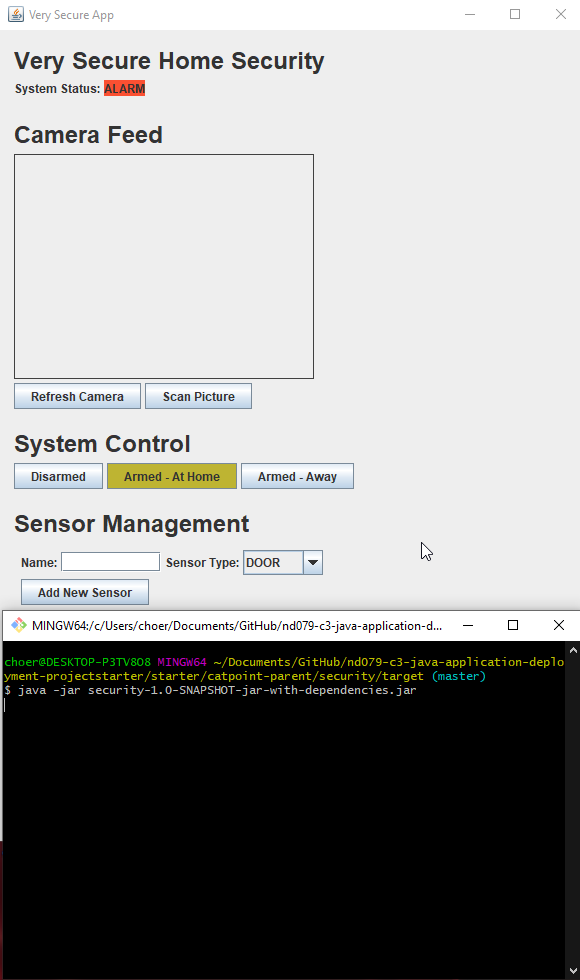 Very Secure App
Very Secure Home Security
System Status: ALARM
Camera Feed
Refresh Camera Scan Picture
System Control
Disarmed Armed - At Home Armed - Away
Sensor Management
Name: Sensor Type: DOOR
Add New Sensor
MINGW64:/c/Users/choer/Documents/GitHub/nd079-c3-java-application-d...
choer@DESKTOP-P3TV8O8 MINGW64 ~/Documents/GitHub/nd079-c3-java-application-deplo
yment-projectstarter/starter/catpoint-parent/security/target (master)
$ java -jar security-1.0-SNAPSHOT-jar-with-dependencies.jar